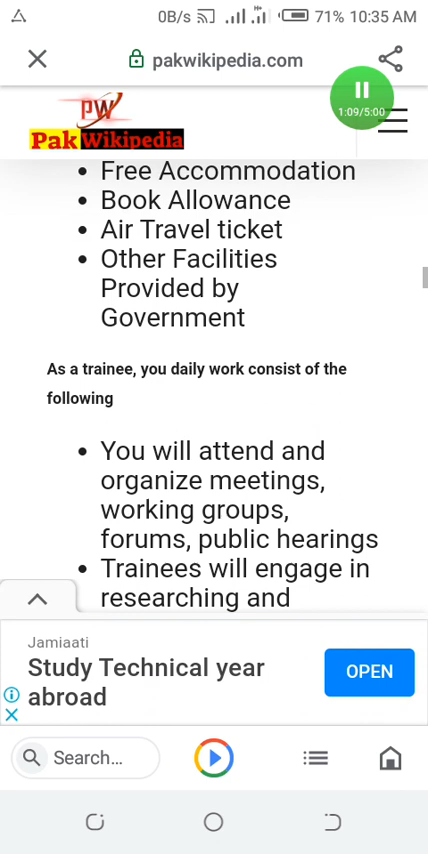 0B/s 71% 10:35 AM
pakwikipedia.com
1:09/5:00
PW
PakWikipedia
• Free Accommodation
• Book Allowance
• Air Travel ticket
• Other Facilities
Provided by
Government
As a trainee, you daily work consist of the
following
• You will attend and
organize meetings,
working groups,
forums, public hearings
• Trainees will engage in
researching and
Jamiaati
Study Technical year
abroad
OPEN
Search...